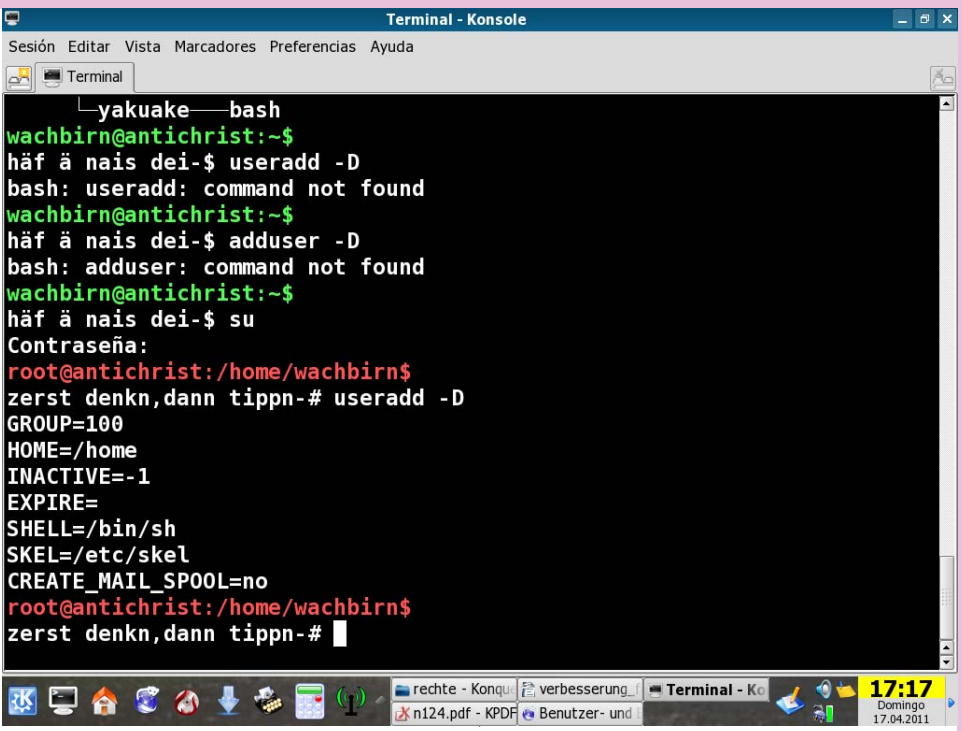 Terminal - Konsole
Sesión Editar Vista Marcadores Preferencias Ayuda
Terminal
└─yakuake───bash
wachbirn@antichrist:~$
häf ä nais dei-$ useradd -D
bash: useradd: command not found
wachbirn@antichrist:~$
häf ä nais dei-$ adduser -D
bash: adduser: command not found
wachbirn@antichrist:~$
häf ä nais dei-$ su
Contraseña:
root@antichrist:/home/wachbirn$
zerst denkn,dann tippn-# useradd -D
GROUP=100
HOME=/home
INACTIVE=-1
EXPIRE=
SHELL=/bin/sh
SKEL=/etc/skel
CREATE_MAIL_SPOOL=no
root@antichrist:/home/wachbirn$
zerst denkn,dann tippn-#
rechte - Konque verbesserung_f Terminal - Ko
n124.pdf - KPDF Benutzer- und
17:17
Domingo
17.04.2011